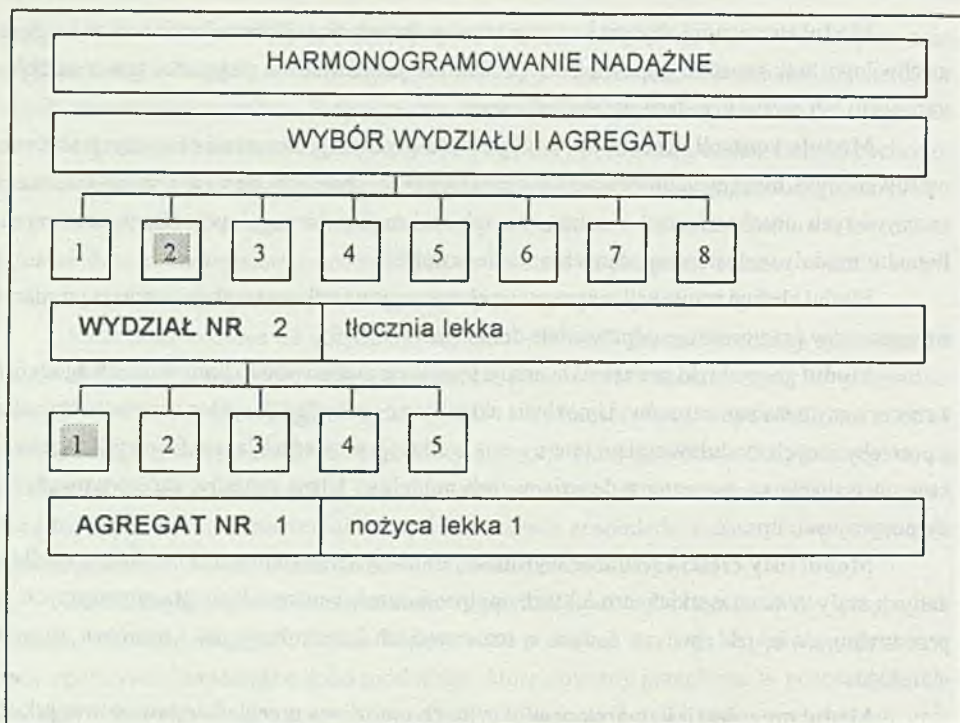 HARMONOGRAMOWANIE NADĄŻNE
WYBÓR WYDZIAŁU I AGREGATU
1 2 3 4 5 6 7 8
WYDZIAŁ NR 2 tłocznia lekka
1 2 3 4 5
AGREGAT NR 1 nożyca lekka 1